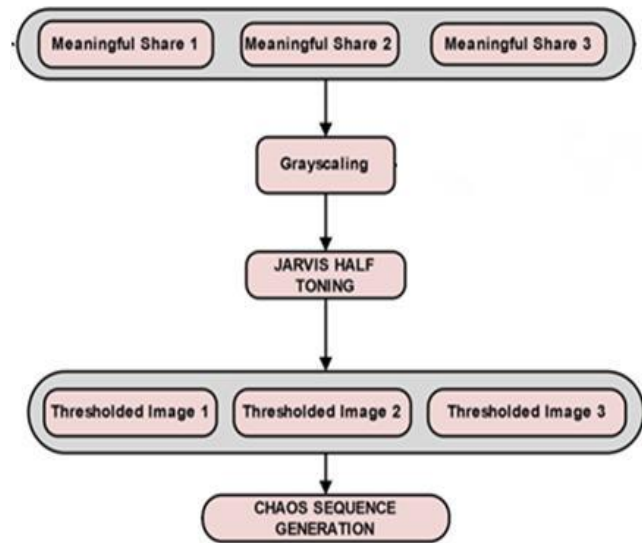 Meaningful Share 1 Meaningful Share 2 Meaningful Share 3
Grayscaling
JARVIS HALF
TONING
Thresholded Image 1 Thresholded Image 2 Thresholded Image 3
CHAOS SEQUENCE
GENERATION